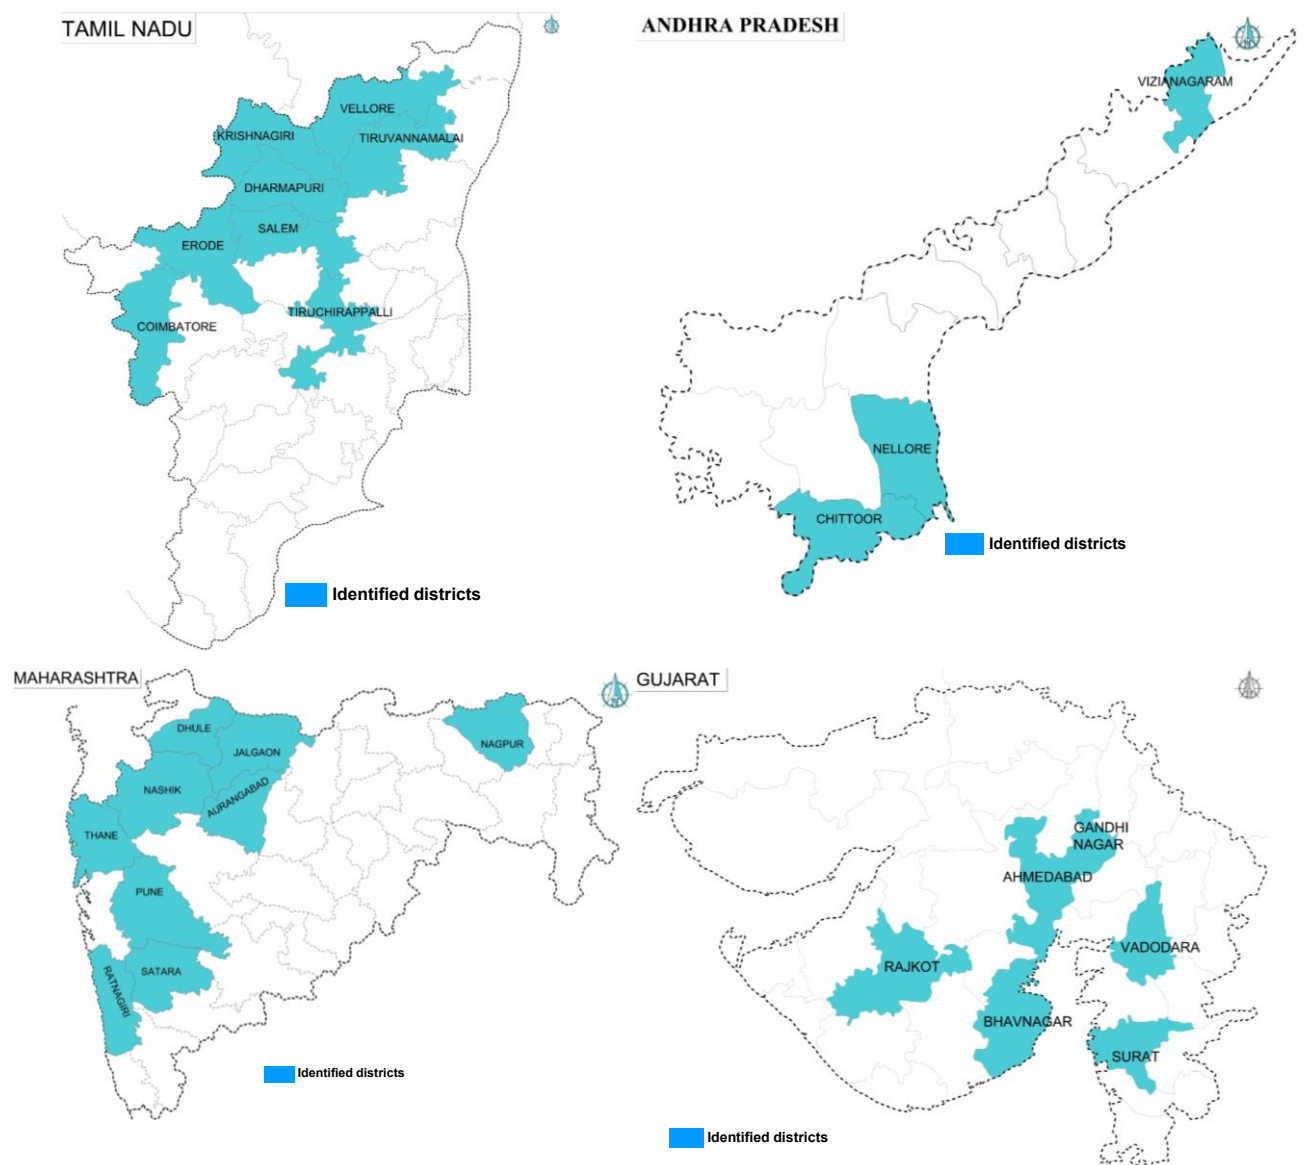 TAMIL NADU
VELLORE
KRISHNAGIRI
TIRUVANNAMALAI
DHARMAPURI
SALEM
ERODE
TIRUCHIRAPPALLI
COIMBATORE
Identified districts
ANDHRA PRADESH
VIZIANAGARAM
NELLORE
CHITTOOR
Identified districts
MAHARASHTRA
DHULE
JALGAON
NAGPUR
NASHIK
AURANGABAD
THANE
PUNE
SATARA
RATNAGIRI
Identified districts
GUJARAT
GANDHI
NAGAR
AHMEDABAD
VADODARA
RAJKOT
BHAVNAGAR
SURAT
Identified districts